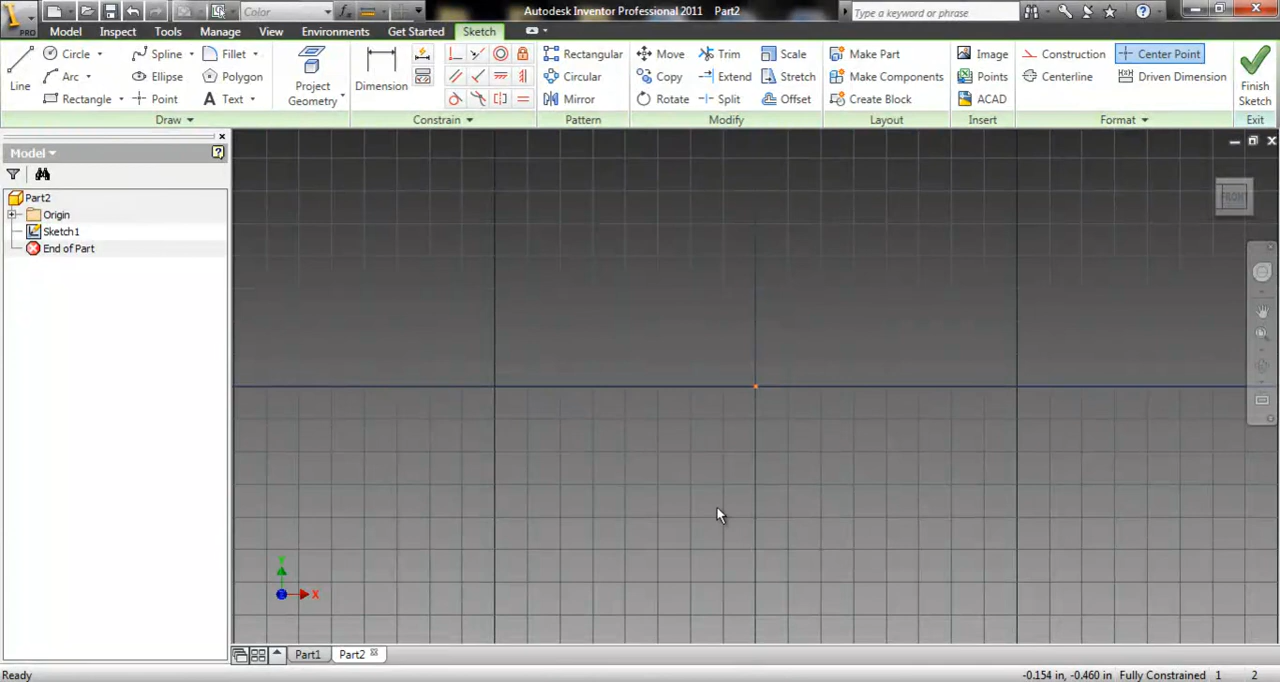 Color
Autodesk Inventor Professional 2011 Part2
Type a keyword or phrase
PRO
Model Inspect Tools Manage View Environments Get Started Sketch
Line
Circle
Arc
Rectangle
Spline
Ellipse
Point
Fillet
Polygon
Text
Draw
Project
Geometry
Dimension
Constrain
Rectangular
Circular
Mirror
Pattern
Move
Copy
Rotate
Trim
Extend
Split
Scale
Stretch
Offset
Modify
Make Part
Make Components
Create Block
Layout
Image
Points
ACAD
Insert
Construction
Centerline
Center Point
Driven Dimension
Format
Finish
Sketch
Exit
Model
Part2
Origin
Sketch1
End of Part
FRONT
Y
X
Part1
Part2
Ready
-0.154 in, -0.460 in Fully Constrained 1 2